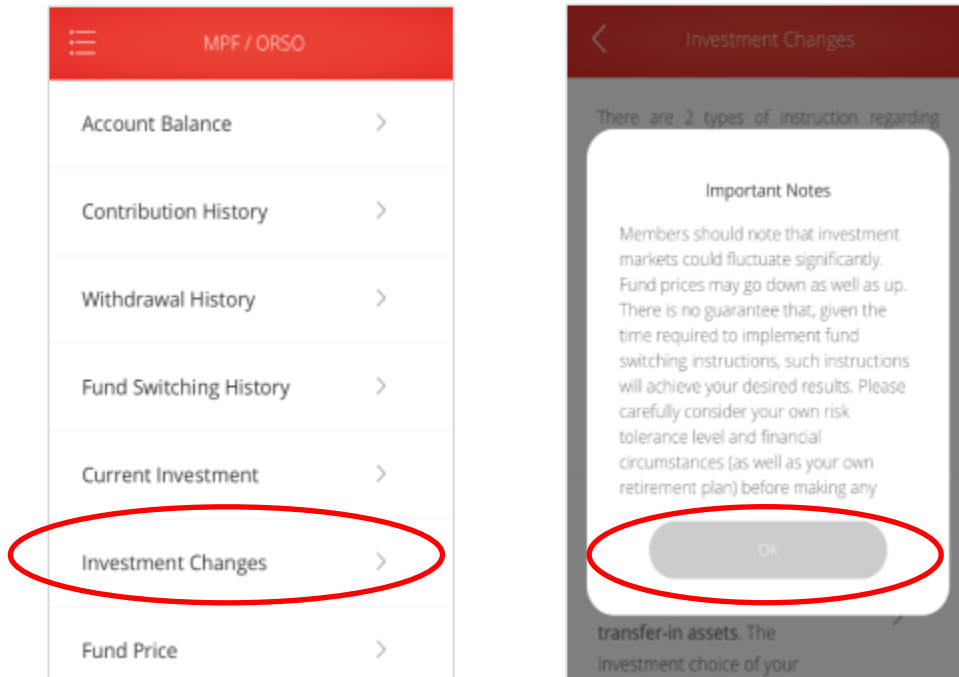 MPF / ORSO
Account Balance
Contribution History
Withdrawal History
Fund Switching History
Current Investment
Investment Changes
Fund Price
Investment Changes
There are 2 types of instruction regarding
Important Notes
Members should note that investment
markets could fluctuate significantly.
Fund prices may go down as well as up.
There is no guarantee that, given the
time required to implement fund
switching instructions, such instructions
will achieve your desired results. Please
carefully consider your own risk
tolerance level and financial
circumstances (as well as your own
retirement plan) before making any
OK
transfer-in assets. The
investment choice of your